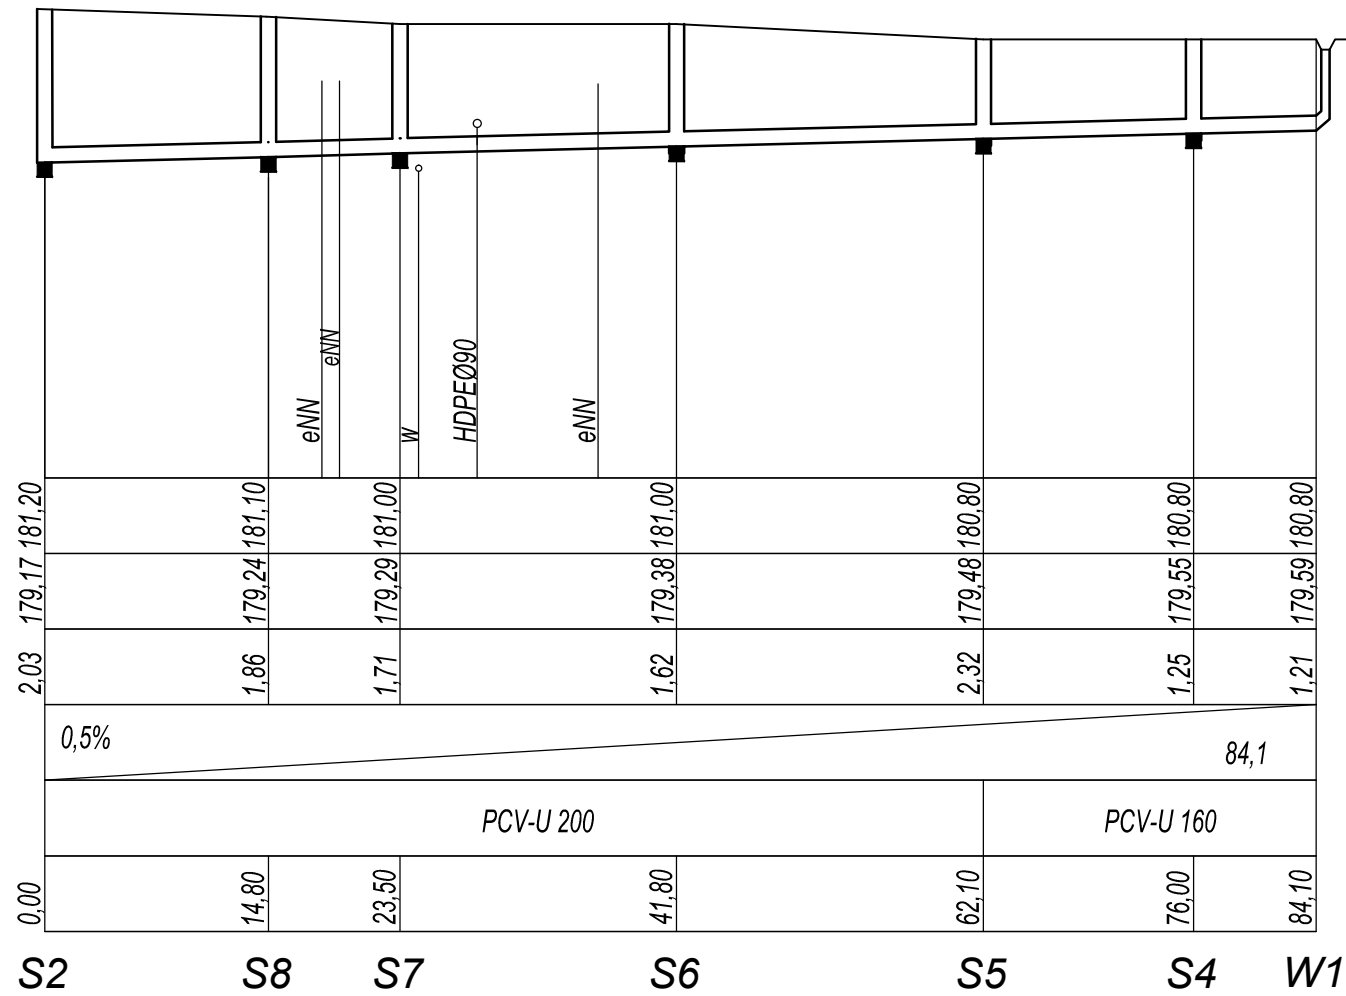 eNN
eNN
w
HDPEØ90
eNN
181,20 181,10 181,00 181,00 180,80 180,80 180,80
179,17 179,24 179,29 179,38 179,48 179,55 179,59
2,03 1,86 1,71 1,62 2,32 1,25 1,21
0,5%
84,1
PCV-U 200 PCV-U 160
0,00 14,80 23,50 41,80 62,10 76,00 84,10
S2 S8 S7 S6 S5 S4 W1